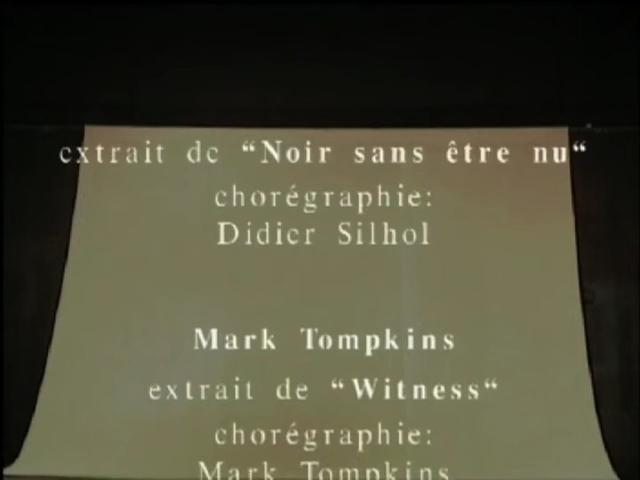 extrait de “Noir sans être nu“
chorégraphie:
Didier Silhol
Mark Tompkins
extrait de “Witness“
chorégraphie:
Mark Tompkins